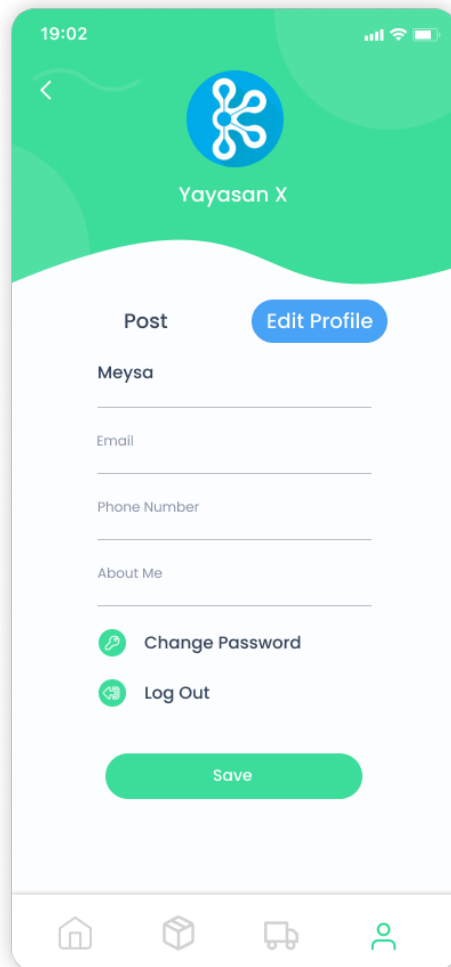 19:02
Yayasan X
Post
Edit Profile
Meysa
Email
Phone Number
About Me
Change Password
Log Out
Save